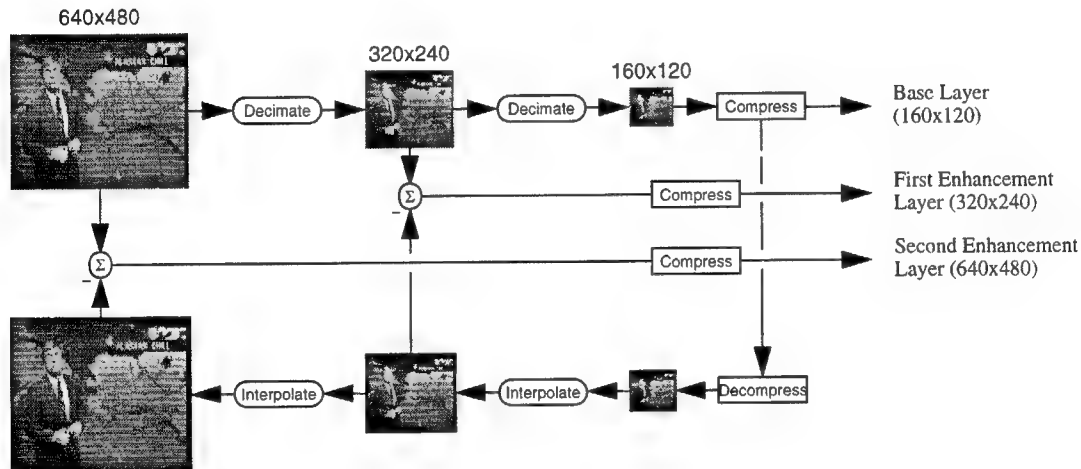 640x480
320x240
160x120
Decimate
Decimate
Compress
Base Layer
(160x120)
Σ
−
Compress
First Enhancement
Layer (320x240)
Σ
−
Compress
Second Enhancement
Layer (640x480)
Interpolate
Interpolate
Decompress